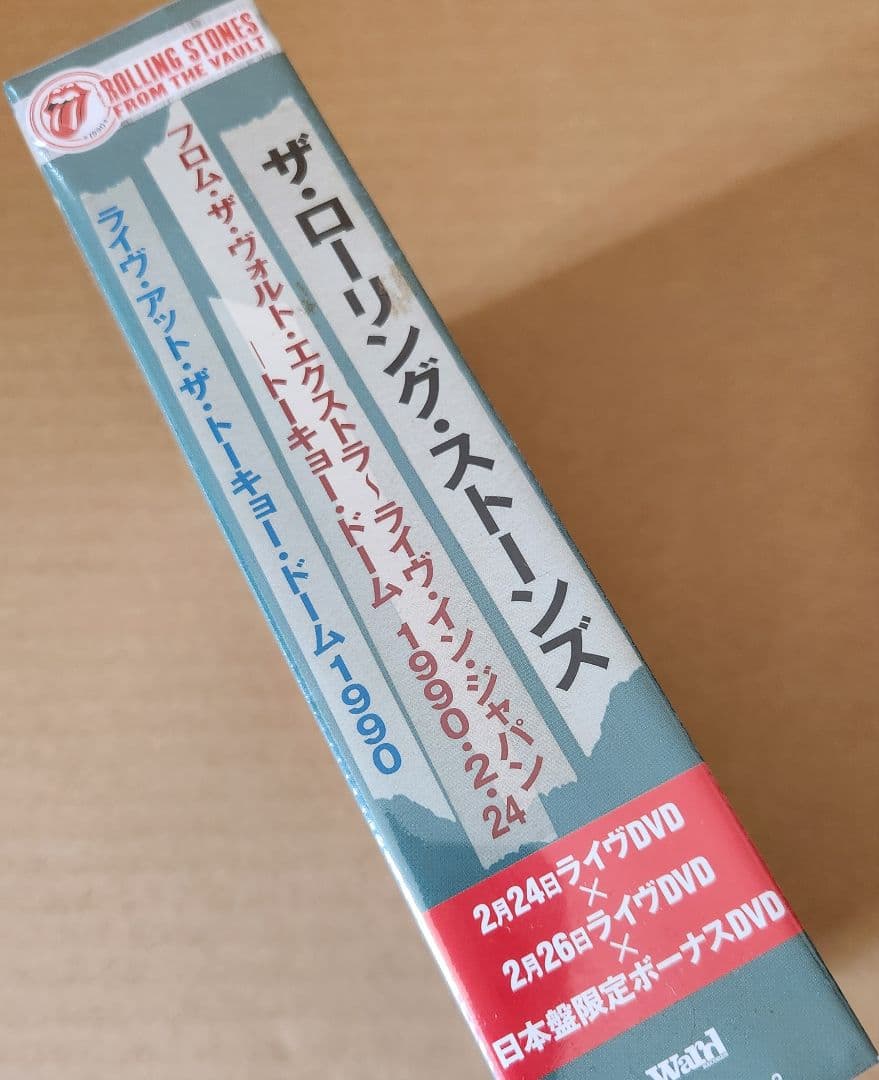 ROLLING STONES
FROM THE VAULT
1990
ザ・ローリング・ストーンズ
フロム・ザ・ヴォルト・エクストラ~ライヴ・イン・ジャパン
—トーキョー・ドーム 1990.2.24
ライヴ・アット・ザ・トーキョー・ドーム1990
2月24日ライヴDVD
×
2月26日ライヴDVD
×
日本盤限定ボーナスDVD
Ward